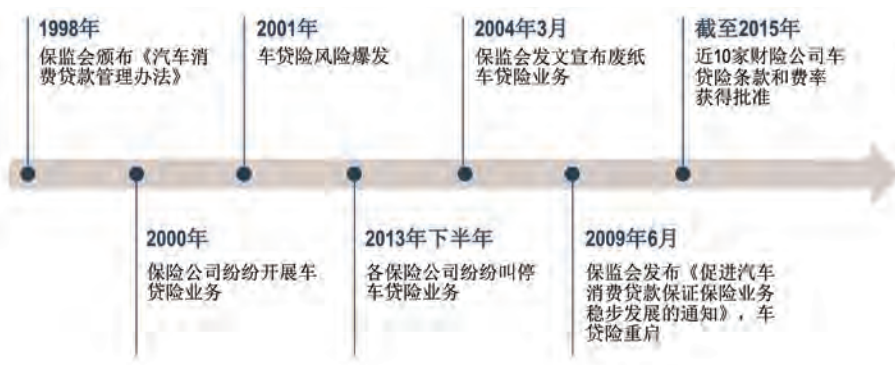 1998年
保监会颁布《汽车消
费贷款管理办法》
2000年
保险公司纷纷开展车
贷险业务
2001年
车贷险风险爆发
2013年下半年
各保险公司纷纷叫停
车贷险业务
2004年3月
保监会发文宣布废纸
车贷险业务
2009年6月
保监会发布《促进汽车
消费贷款保证保险业务
稳步发展的通知》，车
贷险重启
截至2015年
近10家财险公司车
贷险条款和费率
获得批准